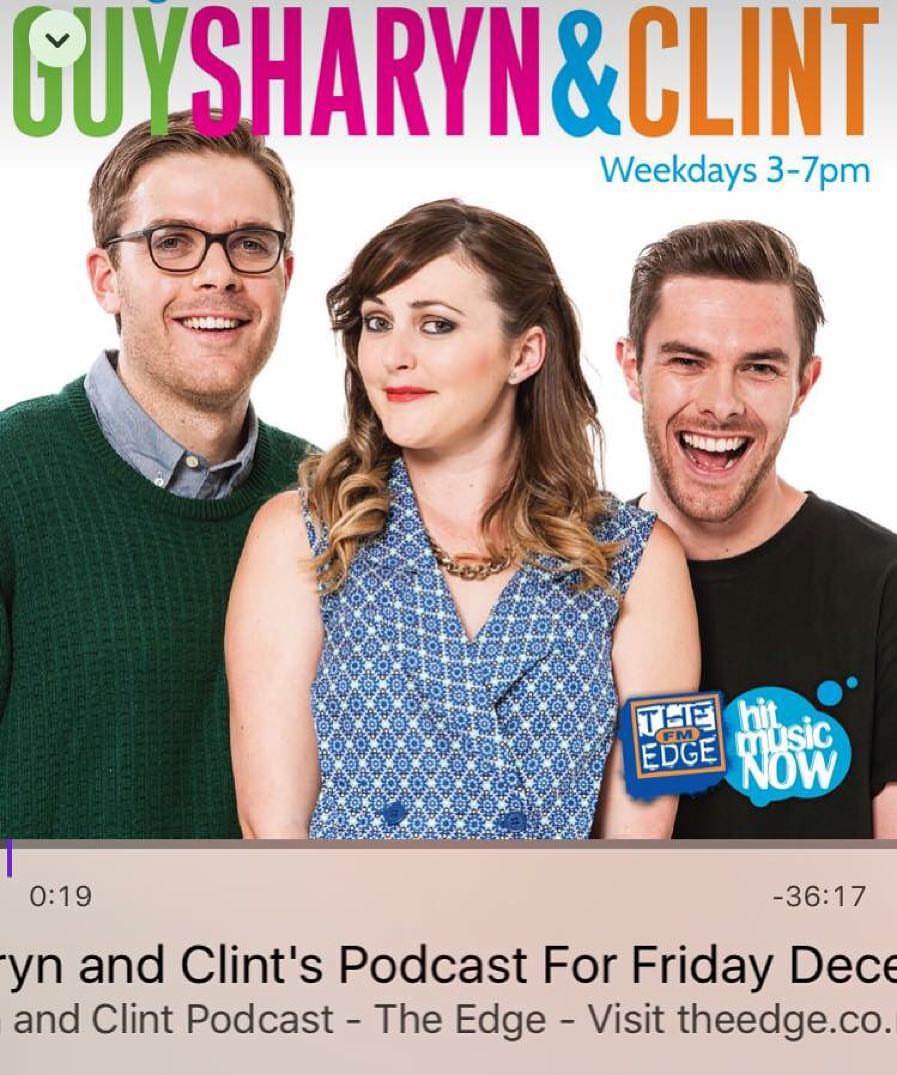 GUYSHARYN&CLINT
Weekdays 3-7pm
THE
FM
EDGE
hit
music
NOW
0:19
-36:17
ryn and Clint's Podcast For Friday Dece
and Clint Podcast - The Edge - Visit theedge.co.